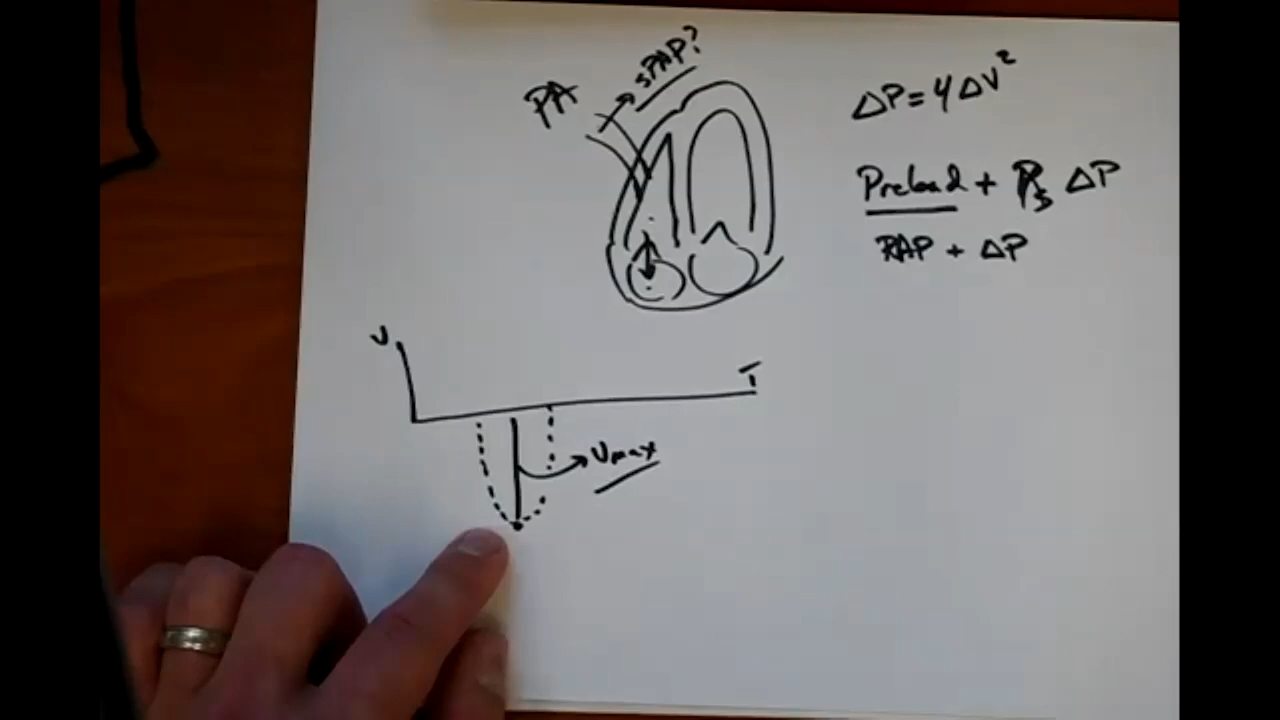 sPAP?
PA
ΔP = 4ΔV²
Preload + ΔP
RAP + ΔP
V
T
Vmax